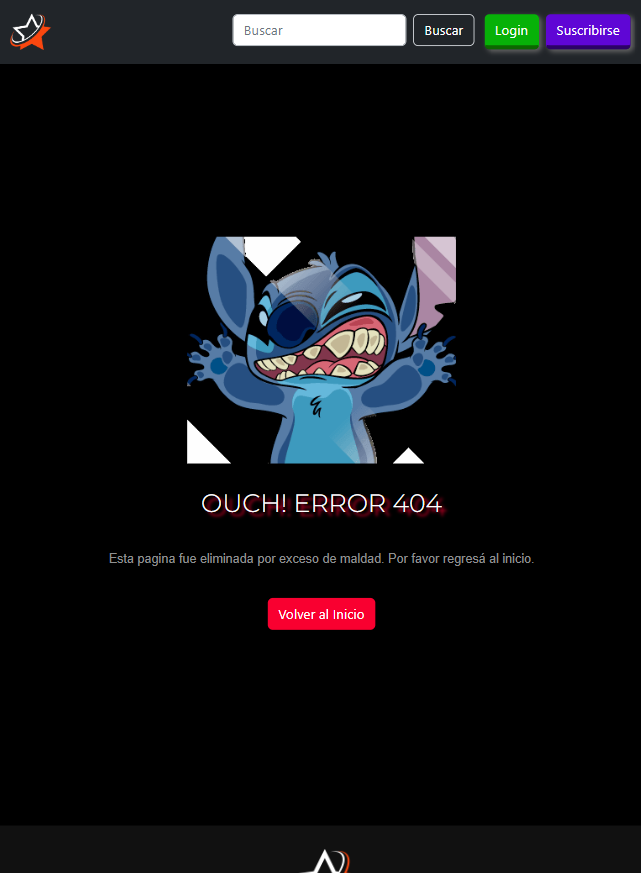 Buscar
Buscar
Login
Suscribirse
OUCH! ERROR 404
Esta pagina fue eliminada por exceso de maldad. Por favor regresá al inicio.
Volver al Inicio